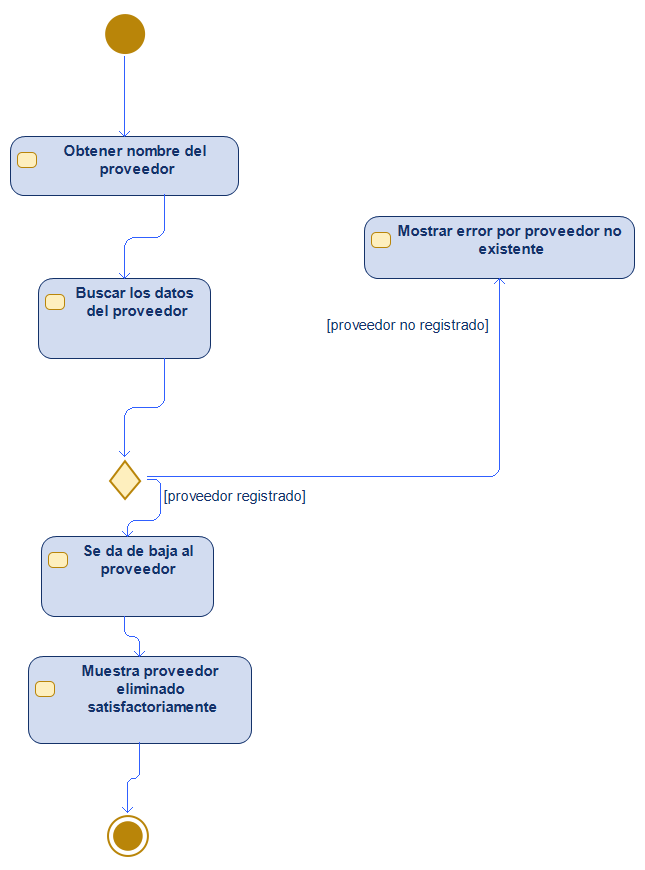 Obtener nombre del
proveedor
Mostrar error por proveedor no
existente
Buscar los datos
del proveedor
[proveedor no registrado]
[proveedor registrado]
Se da de baja al
proveedor
Muestra proveedor
eliminado
satisfactoriamente